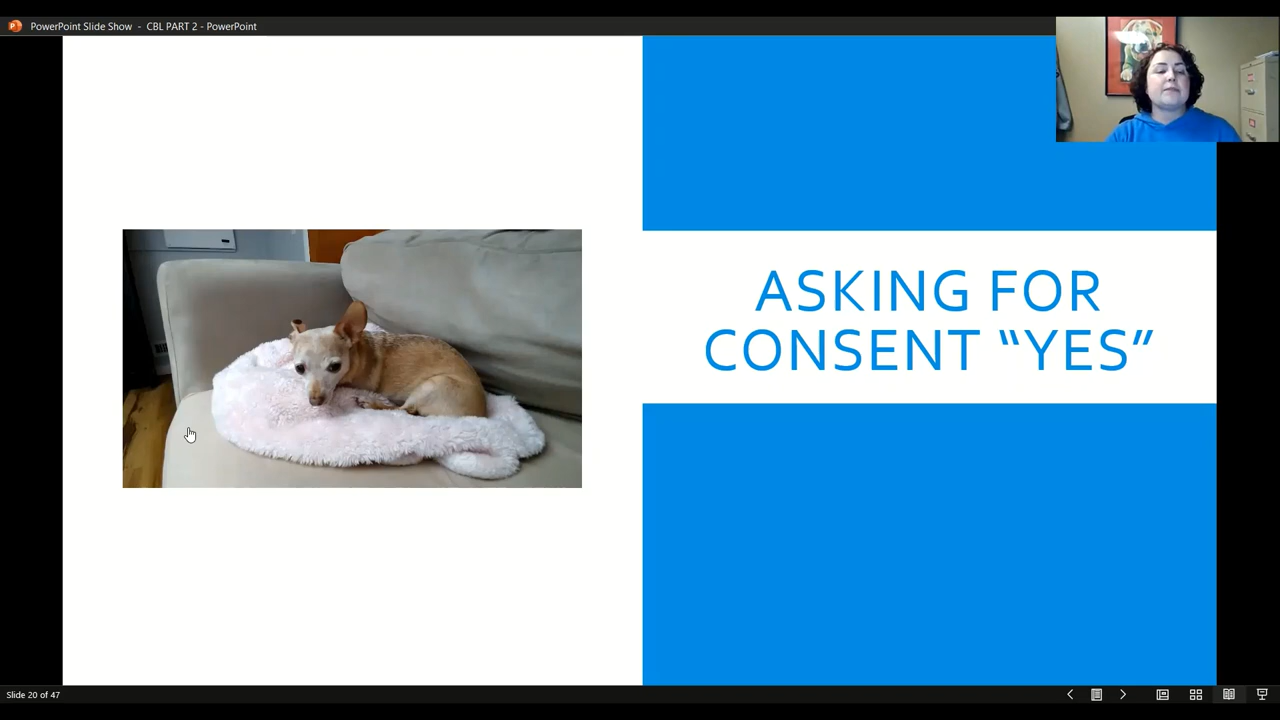 PowerPoint Slide Show - CBL PART 2 - PowerPoint
ASKING FOR
CONSENT “YES”
Slide 20 of 47